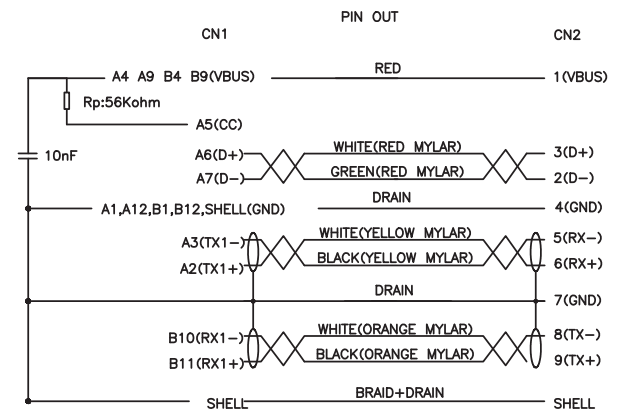 PIN OUT
CN1 CN2
A4 A9 B4 B9(VBUS) RED 1(VBUS)
Rp:56Kohm
A5(CC)
10nF
A6(D+) WHITE(RED MYLAR) 3(D+)
A7(D-) GREEN(RED MYLAR) 2(D-)
A1,A12,B1,B12,SHELL(GND) DRAIN 4(GND)
A3(TX1-) WHITE(YELLOW MYLAR) 5(RX-)
A2(TX1+) BLACK(YELLOW MYLAR) 6(RX+)
DRAIN 7(GND)
B10(RX1-) WHITE(ORANGE MYLAR) 8(TX-)
B11(RX1+) BLACK(ORANGE MYLAR) 9(TX+)
SHELL BRAID+DRAIN SHELL